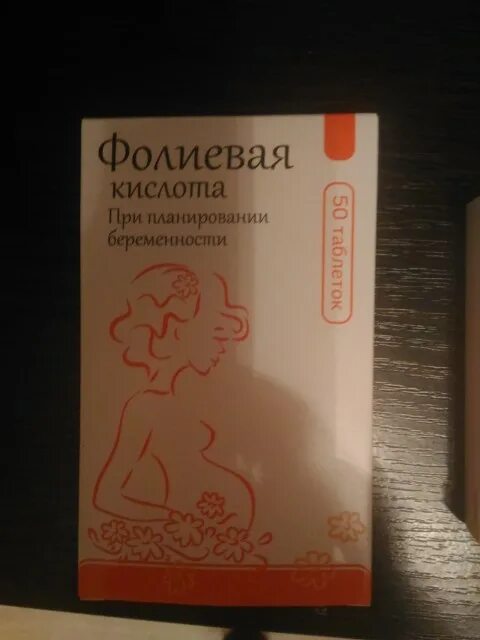 Фолиевая
кислота
При планировании
беременности
50 таблеток